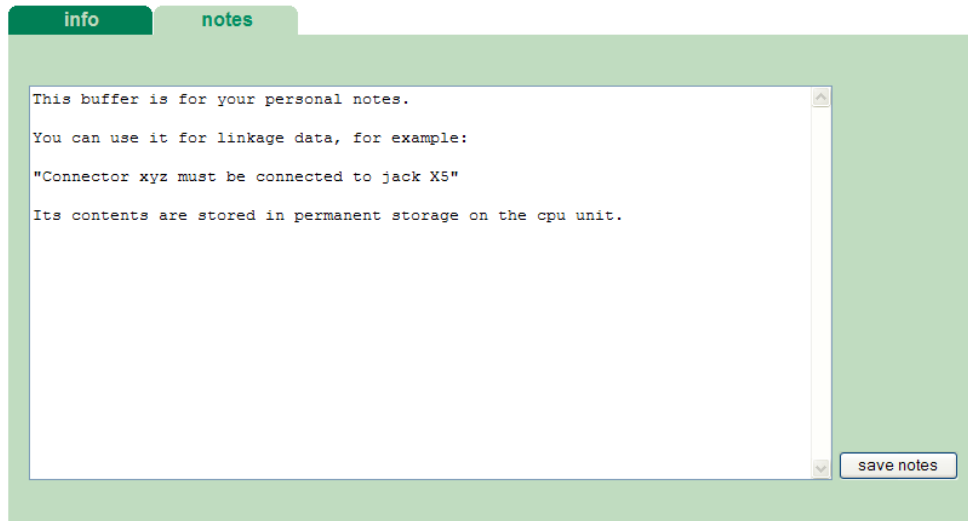 info
notes
This buffer is for your personal notes.
You can use it for linkage data, for example:
"Connector xyz must be connected to jack X5"
Its contents are stored in permanent storage on the cpu unit.
save notes